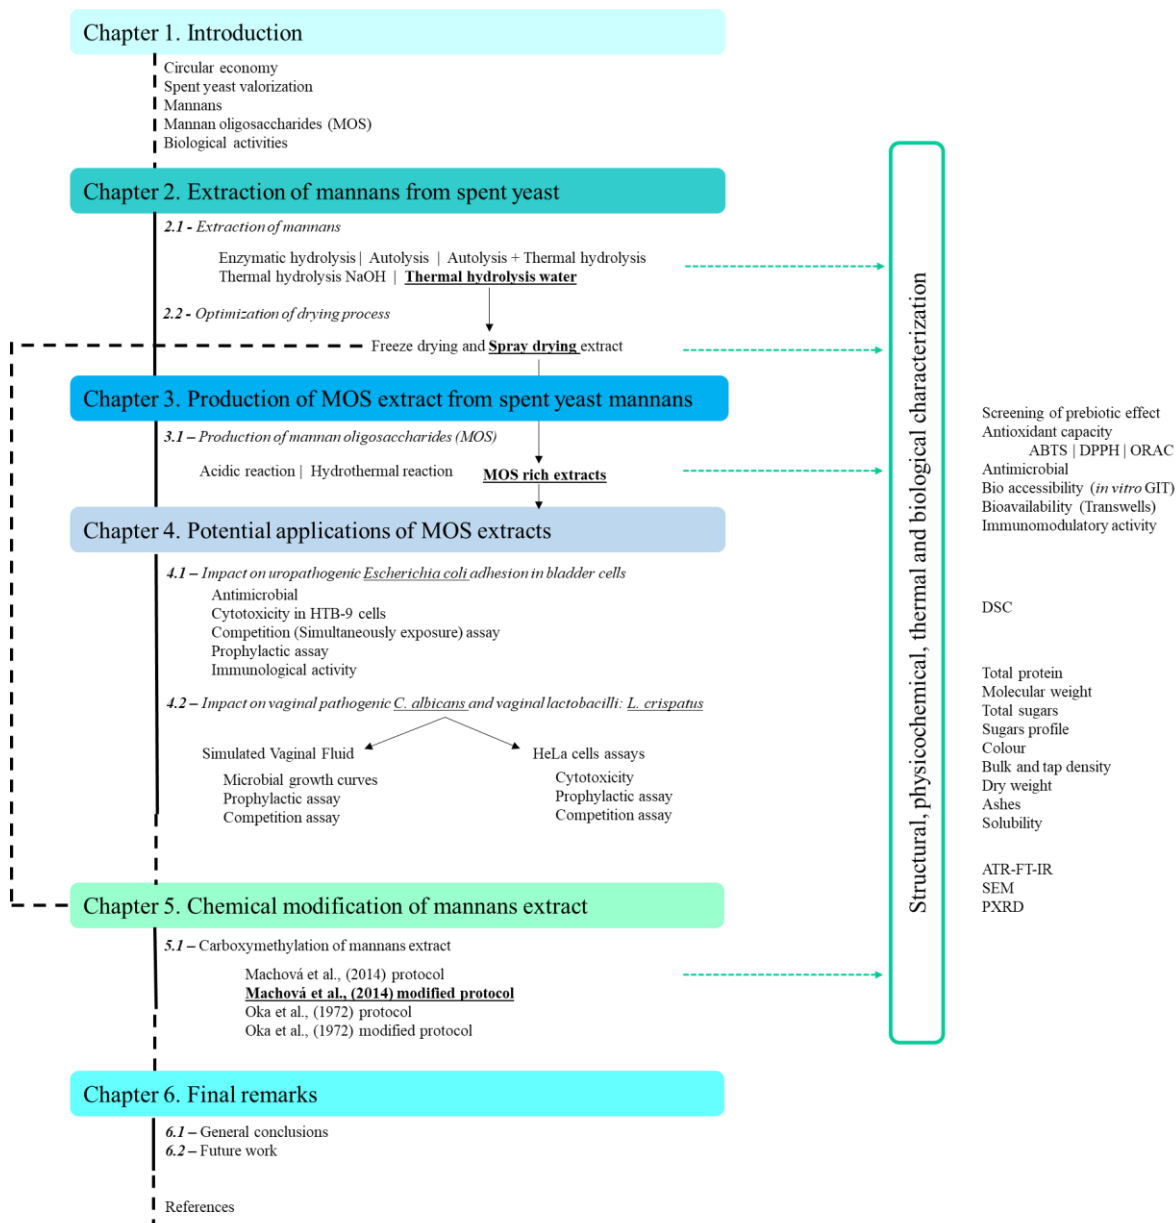 Chapter 1. Introduction
Circular economy
Spent yeast valorization
Mannans
Mannan oligosaccharides (MOS)
Biological activities
Chapter 2. Extraction of mannans from spent yeast
2.1 - Extraction of mannans
Enzymatic hydrolysis | Autolysis | Autolysis + Thermal hydrolysis
Thermal hydrolysis NaOH | Thermal hydrolysis water
2.2 - Optimization of drying process
Freeze drying and Spray drying extract
Chapter 3. Production of MOS extract from spent yeast mannans
3.1 – Production of mannan oligosaccharides (MOS)
Acidic reaction | Hydrothermal reaction MOS rich extracts
Chapter 4. Potential applications of MOS extracts
4.1 – Impact on uropathogenic Escherichia coli adhesion in bladder cells
Antimicrobial
Cytotoxicity in HTB-9 cells
Competition (Simultaneously exposure) assay
Prophylactic assay
Immunological activity
4.2 – Impact on vaginal pathogenic C. albicans and vaginal lactobacilli: L. crispatus
Simulated Vaginal Fluid
Microbial growth curves
Prophylactic assay
Competition assay
HeLa cells assays
Cytotoxicity
Prophylactic assay
Competition assay
Chapter 5. Chemical modification of mannans extract
5.1 – Carboxymethylation of mannans extract
Machová et al., (2014) protocol
Machová et al., (2014) modified protocol
Oka et al., (1972) protocol
Oka et al., (1972) modified protocol
Chapter 6. Final remarks
6.1 – General conclusions
6.2 – Future work
References
Structural, physicochemical, thermal and biological characterization
Screening of prebiotic effect
Antioxidant capacity
ABTS | DPPH | ORAC
Antimicrobial
Bio accessibility (in vitro GIT)
Bioavailability (Transwells)
Immunomodulatory activity
DSC
Total protein
Molecular weight
Total sugars
Sugars profile
Colour
Bulk and tap density
Dry weight
Ashes
Solubility
ATR-FT-IR
SEM
PXRD